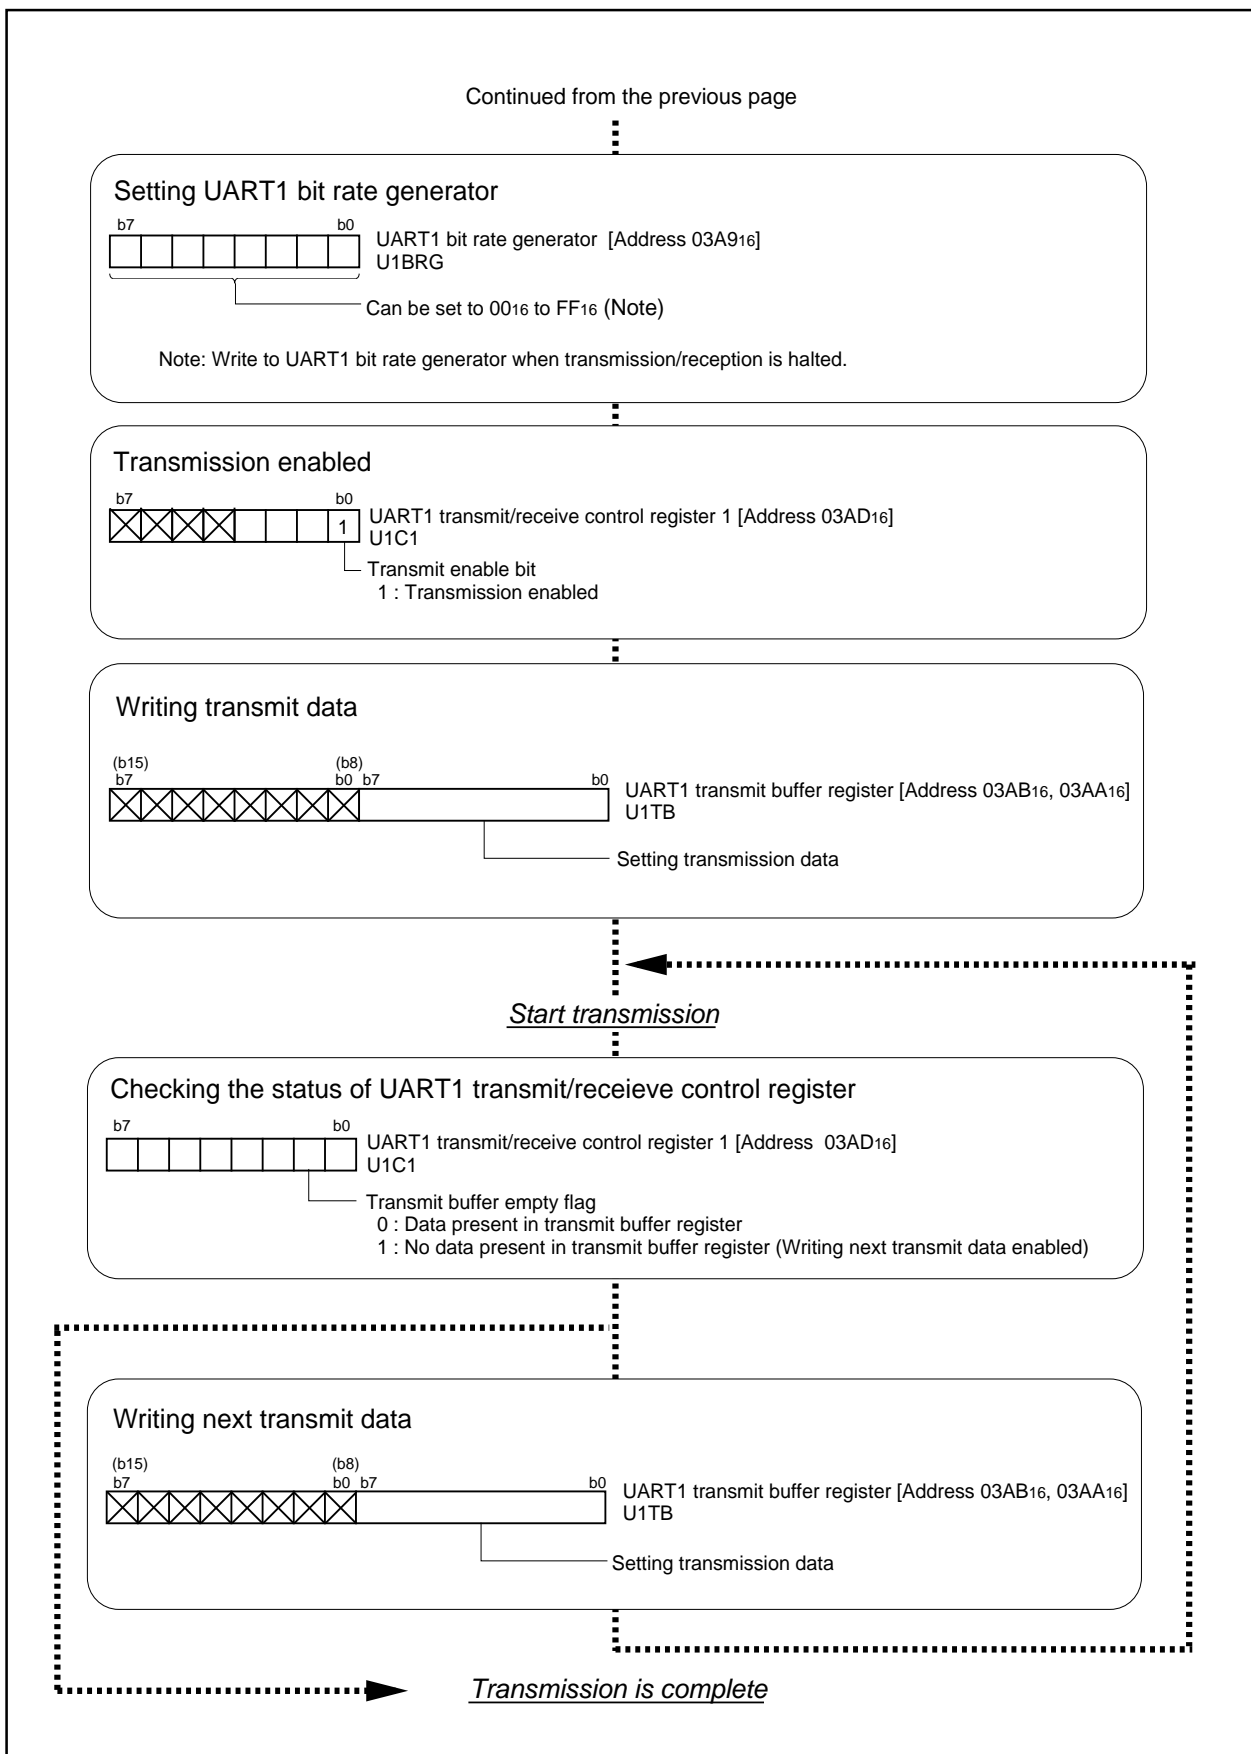 Continued from the previous page
Setting UART1 bit rate generator
b7 b0
UART1 bit rate generator [Address 03A916]
U1BRG
Can be set to 0016 to FF16 (Note)
Note: Write to UART1 bit rate generator when transmission/reception is halted.
Transmission enabled
b7 b0
1
UART1 transmit/receive control register 1 [Address 03AD16]
U1C1
Transmit enable bit
1 : Transmission enabled
Writing transmit data
(b15) (b8)
b7 b0 b7 b0
UART1 transmit buffer register [Address 03AB16, 03AA16]
U1TB
Setting transmission data
Start transmission
Checking the status of UART1 transmit/receieve control register
b7 b0
UART1 transmit/receive control register 1 [Address 03AD16]
U1C1
Transmit buffer empty flag
0 : Data present in transmit buffer register
1 : No data present in transmit buffer register (Writing next transmit data enabled)
Writing next transmit data
(b15) (b8)
b7 b0 b7 b0
UART1 transmit buffer register [Address 03AB16, 03AA16]
U1TB
Setting transmission data
Transmission is complete